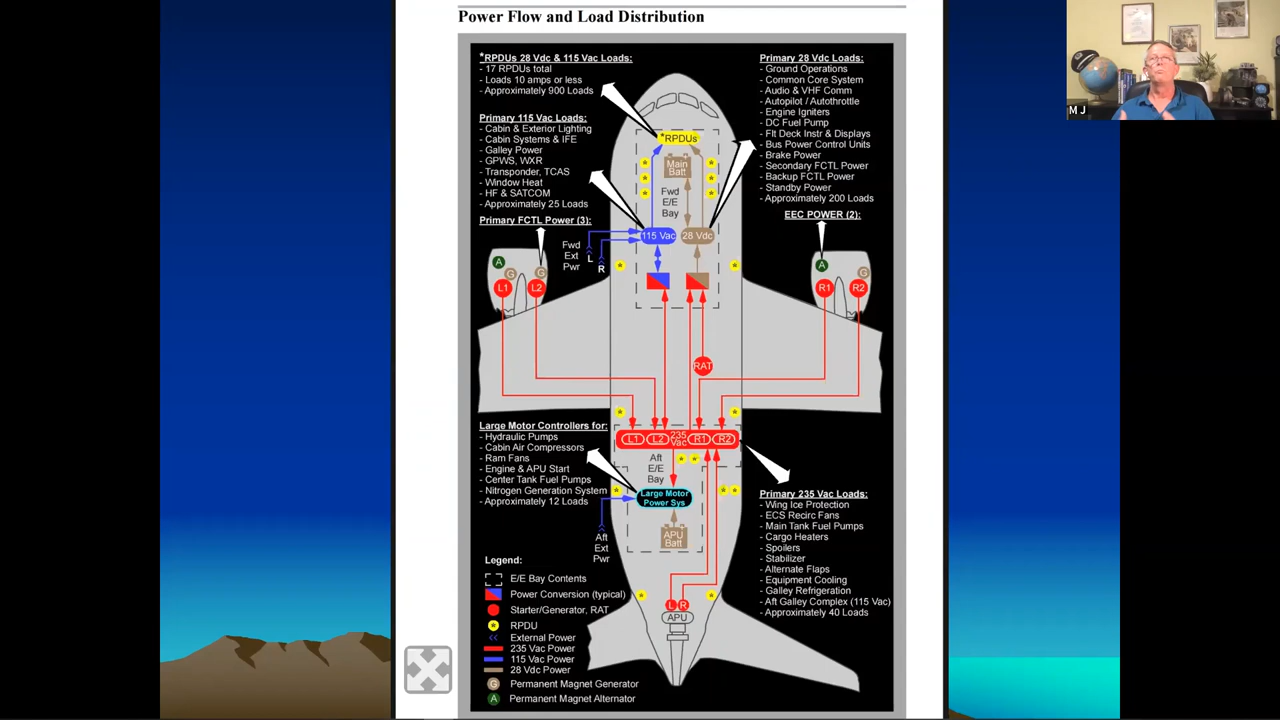 Power Flow and Load Distribution
*RPDUs 28 Vdc & 115 Vac Loads:
- 17 RPDUs total
- Loads 10 amps or less
- Approximately 900 Loads
Primary 115 Vac Loads:
- Cabin & Exterior Lighting
- Cabin Systems & IFE
- Galley Power
- GPWS, WXR
- Transponder, TCAS
- Window Heat
- HF & SATCOM
- Approximately 25 Loads
Primary FCTL Power (3):
Primary 28 Vdc Loads:
- Ground Operations
- Common Core System
- Audio & VHF Comm
- Autopilot / Autothrottle
- Engine Igniters
- DC Fuel Pump
- Flt Deck Instr & Displays
- Bus Power Control Units
- Brake Power
- Secondary FCTL Power
- Backup FCTL Power
- Standby Power
- Approximately 200 Loads
EEC POWER (2):
M J
*RPDUs
Main
Batt
Fwd
E/E
Bay
115 Vac
28 Vdc
Fwd
Ext
Pwr
L
R
A
G
G
L1
L2
A
G
R1
R2
RAT
L1
L2
235
Vac
R1
R2
Aft
E/E
Bay
Large Motor
Power Sys
APU
Batt
Aft
Ext
Pwr
L
R
APU
Large Motor Controllers for:
- Hydraulic Pumps
- Cabin Air Compressors
- Ram Fans
- Engine & APU Start
- Center Tank Fuel Pumps
- Nitrogen Generation System
- Approximately 12 Loads
Primary 235 Vac Loads:
- Wing Ice Protection
- ECS Recirc Fans
- Main Tank Fuel Pumps
- Cargo Heaters
- Spoilers
- Stabilizer
- Alternate Flaps
- Equipment Cooling
- Galley Refrigeration
- Aft Galley Complex (115 Vac)
- Approximately 40 Loads
Legend:
E/E Bay Contents
Power Conversion (typical)
Starter/Generator, RAT
* RPDU
External Power
235 Vac Power
115 Vac Power
28 Vdc Power
G Permanent Magnet Generator
A Permanent Magnet Alternator